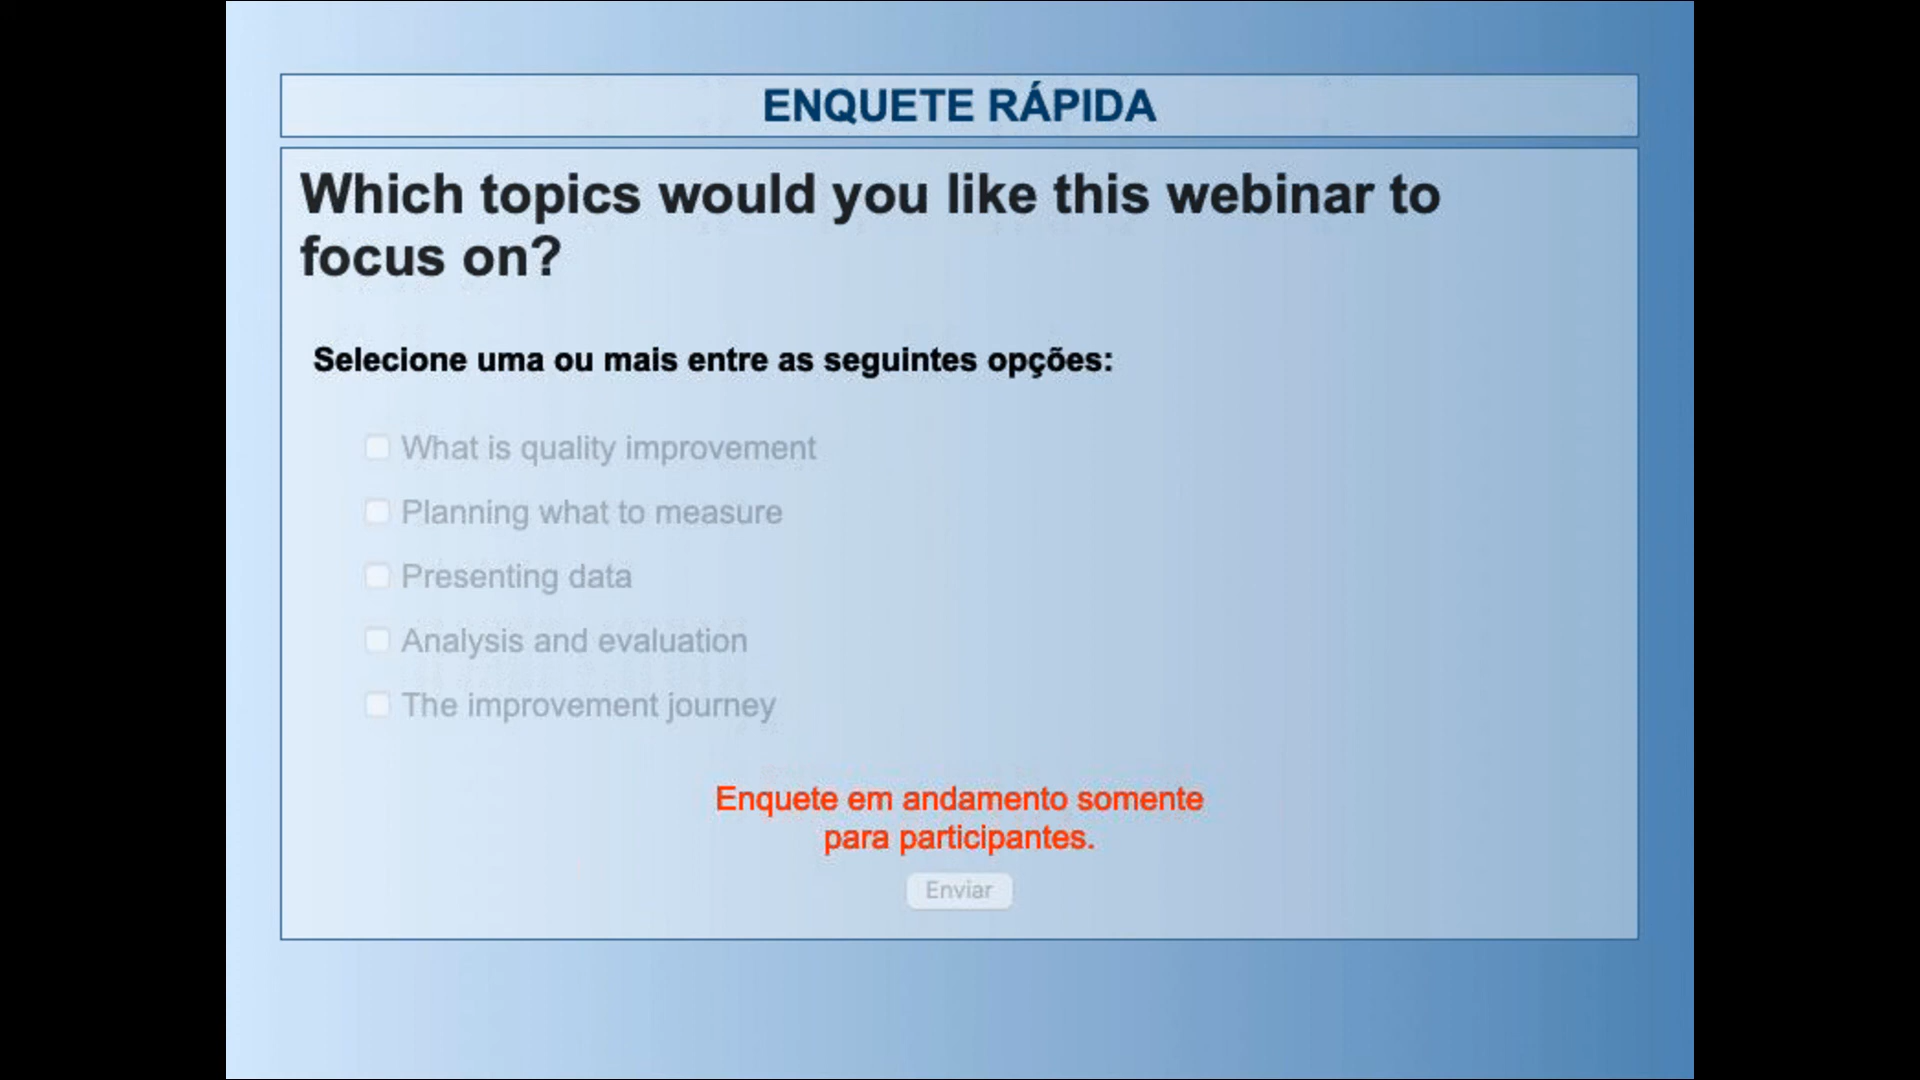 ENQUETE RÁPIDA
Which topics would you like this webinar to
focus on?
Selecione uma ou mais entre as seguintes opções:
What is quality improvement
Planning what to measure
Presenting data
Analysis and evaluation
The improvement journey
Enquete em andamento somente
para participantes.
Enviar